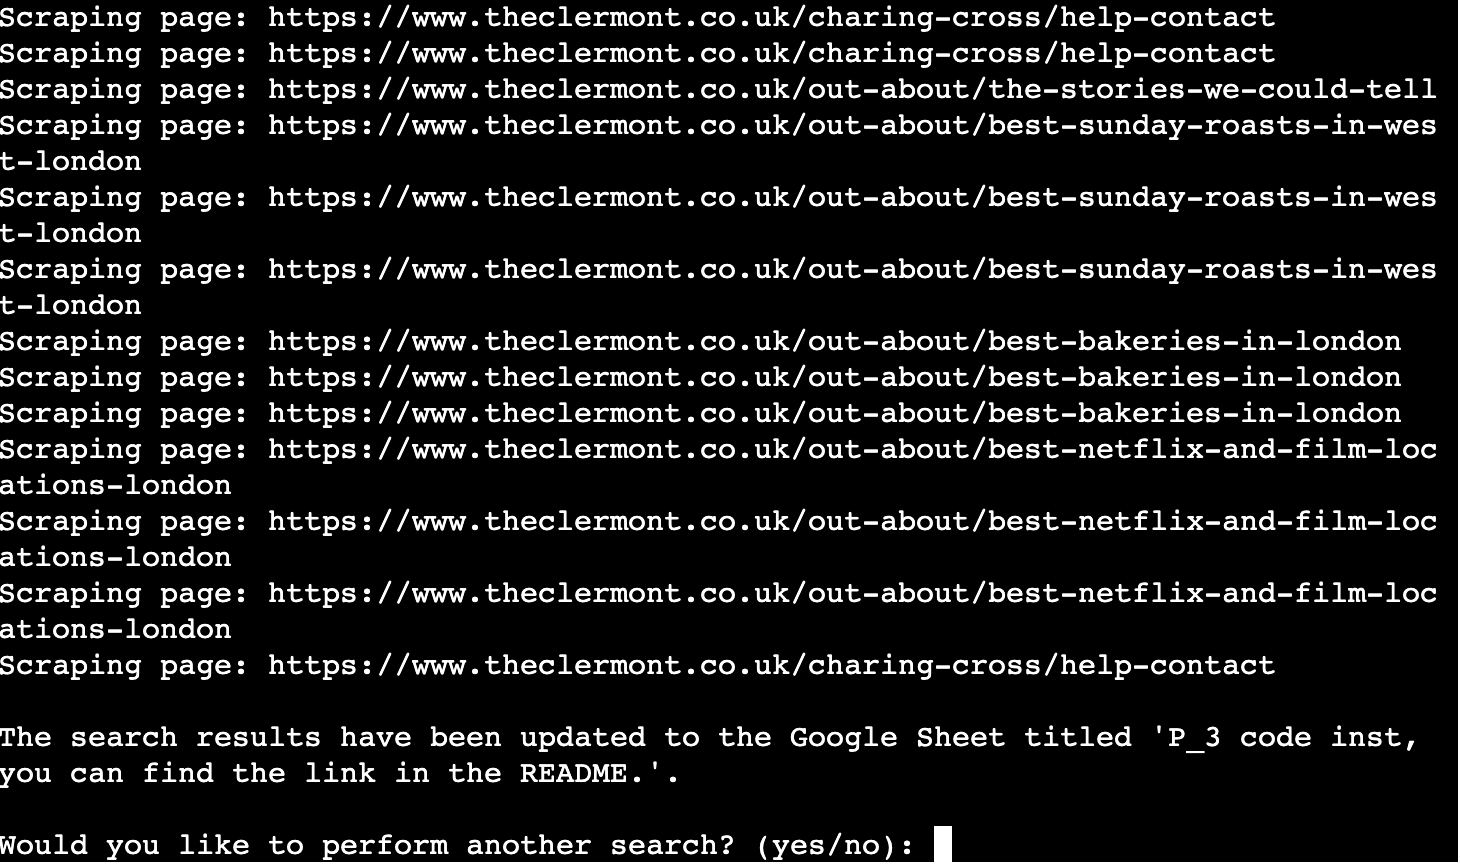 Scraping page: https://www.theclermont.co.uk/charing-cross/help-contact
Scraping page: https://www.theclermont.co.uk/charing-cross/help-contact
Scraping page: https://www.theclermont.co.uk/out-about/the-stories-we-could-tell
Scraping page: https://www.theclermont.co.uk/out-about/best-sunday-roasts-in-wes
t-london
Scraping page: https://www.theclermont.co.uk/out-about/best-sunday-roasts-in-wes
t-london
Scraping page: https://www.theclermont.co.uk/out-about/best-sunday-roasts-in-wes
t-london
Scraping page: https://www.theclermont.co.uk/out-about/best-bakeries-in-london
Scraping page: https://www.theclermont.co.uk/out-about/best-bakeries-in-london
Scraping page: https://www.theclermont.co.uk/out-about/best-bakeries-in-london
Scraping page: https://www.theclermont.co.uk/out-about/best-netflix-and-film-loc
ations-london
Scraping page: https://www.theclermont.co.uk/out-about/best-netflix-and-film-loc
ations-london
Scraping page: https://www.theclermont.co.uk/out-about/best-netflix-and-film-loc
ations-london
Scraping page: https://www.theclermont.co.uk/charing-cross/help-contact
The search results have been updated to the Google Sheet titled 'P_3 code inst,
you can find the link in the README.'.
Would you like to perform another search? (yes/no):